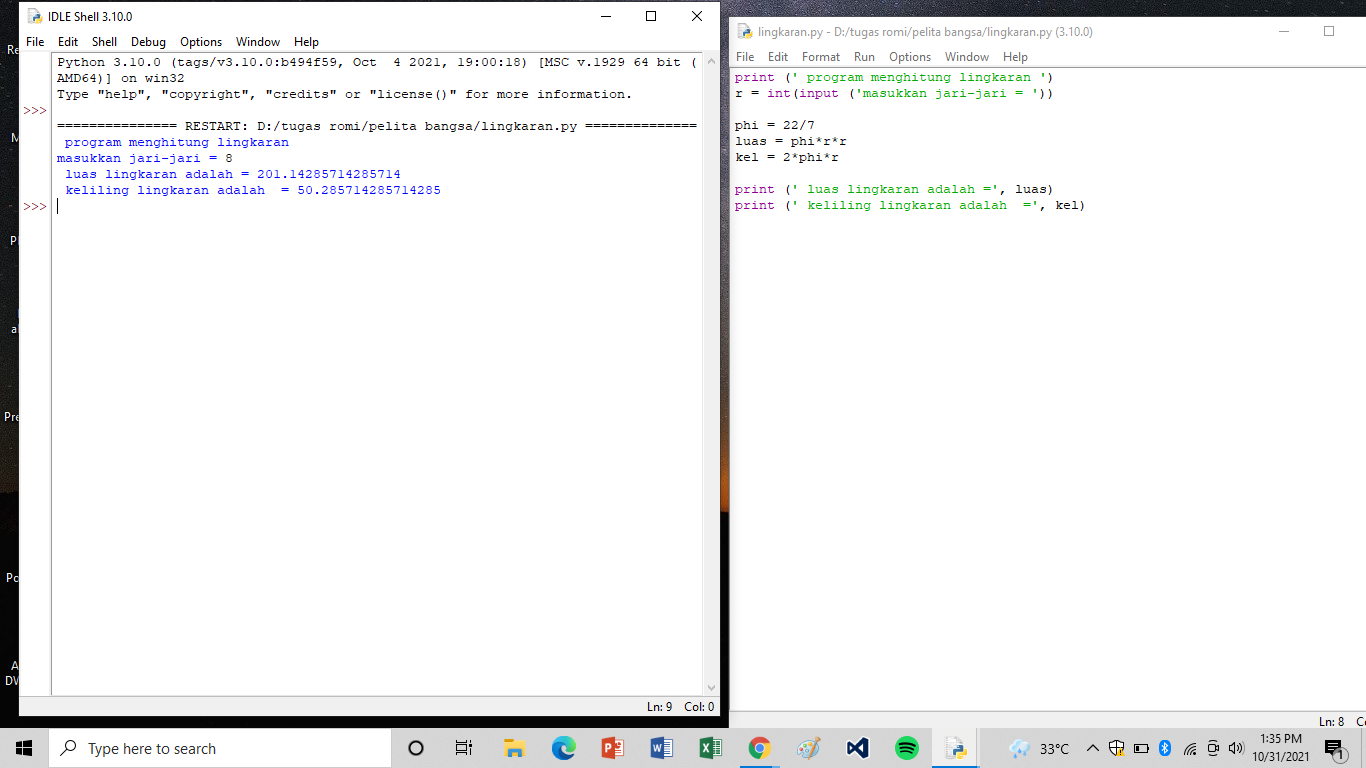 IDLE Shell 3.10.0
File Edit Shell Debug Options Window Help
Python 3.10.0 (tags/v3.10.0:b494f59, Oct  4 2021, 19:00:18) [MSC v.1929 64 bit (
AMD64)] on win32
Type "help", "copyright", "credits" or "license()" for more information.
>>>
=============== RESTART: D:/tugas romi/pelita bangsa/lingkaran.py ==============
 program menghitung lingkaran
masukkan jari-jari = 8
 luas lingkaran adalah = 201.14285714285714
 keliling lingkaran adalah  = 50.285714285714285
>>>
Ln: 9 Col: 0
lingkaran.py - D:/tugas romi/pelita bangsa/lingkaran.py (3.10.0)
File Edit Format Run Options Window Help
print (' program menghitung lingkaran ')
r = int(input ('masukkan jari-jari = '))
phi = 22/7
luas = phi*r*r
kel = 2*phi*r
print (' luas lingkaran adalah =', luas)
print (' keliling lingkaran adalah  =', kel)
Ln: 8
Type here to search
33°C
1:35 PM
10/31/2021
1